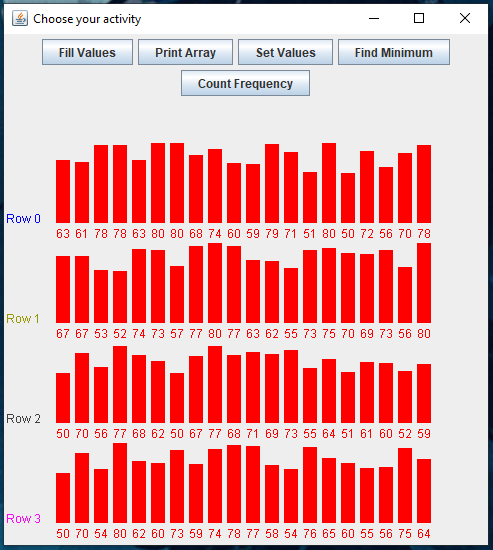 Choose your activity
Fill Values Print Array Set Values Find Minimum
Count Frequency
Row 0
63 61 78 78 63 80 80 68 74 60 59 79 71 51 80 50 72 56 70 78
Row 1
67 67 53 52 74 73 57 77 80 77 63 62 55 73 75 70 69 73 56 80
Row 2
50 70 56 77 68 62 50 67 77 68 71 69 73 55 64 51 61 60 52 59
Row 3
50 70 54 80 62 60 73 59 74 78 77 58 54 76 65 60 55 56 75 64